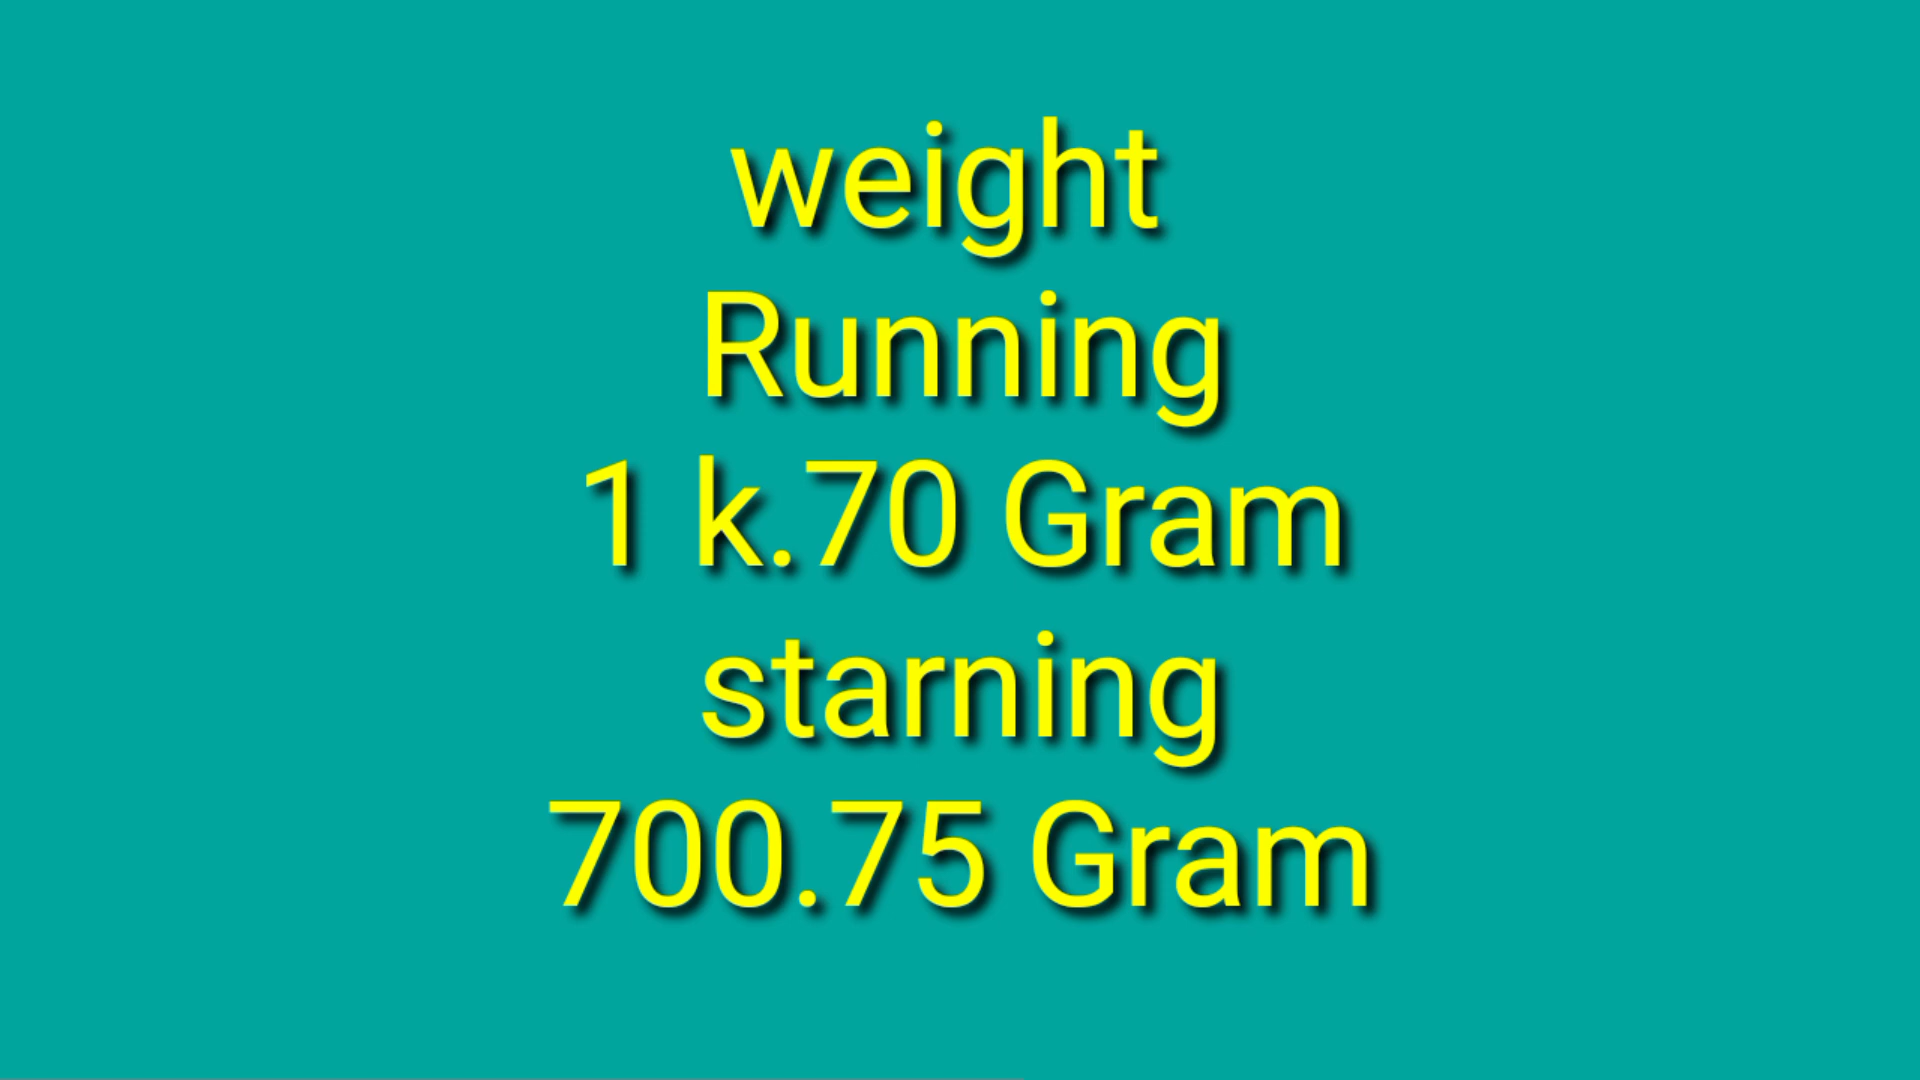 weight
Running
1 k.70 Gram
starning
700.75 Gram